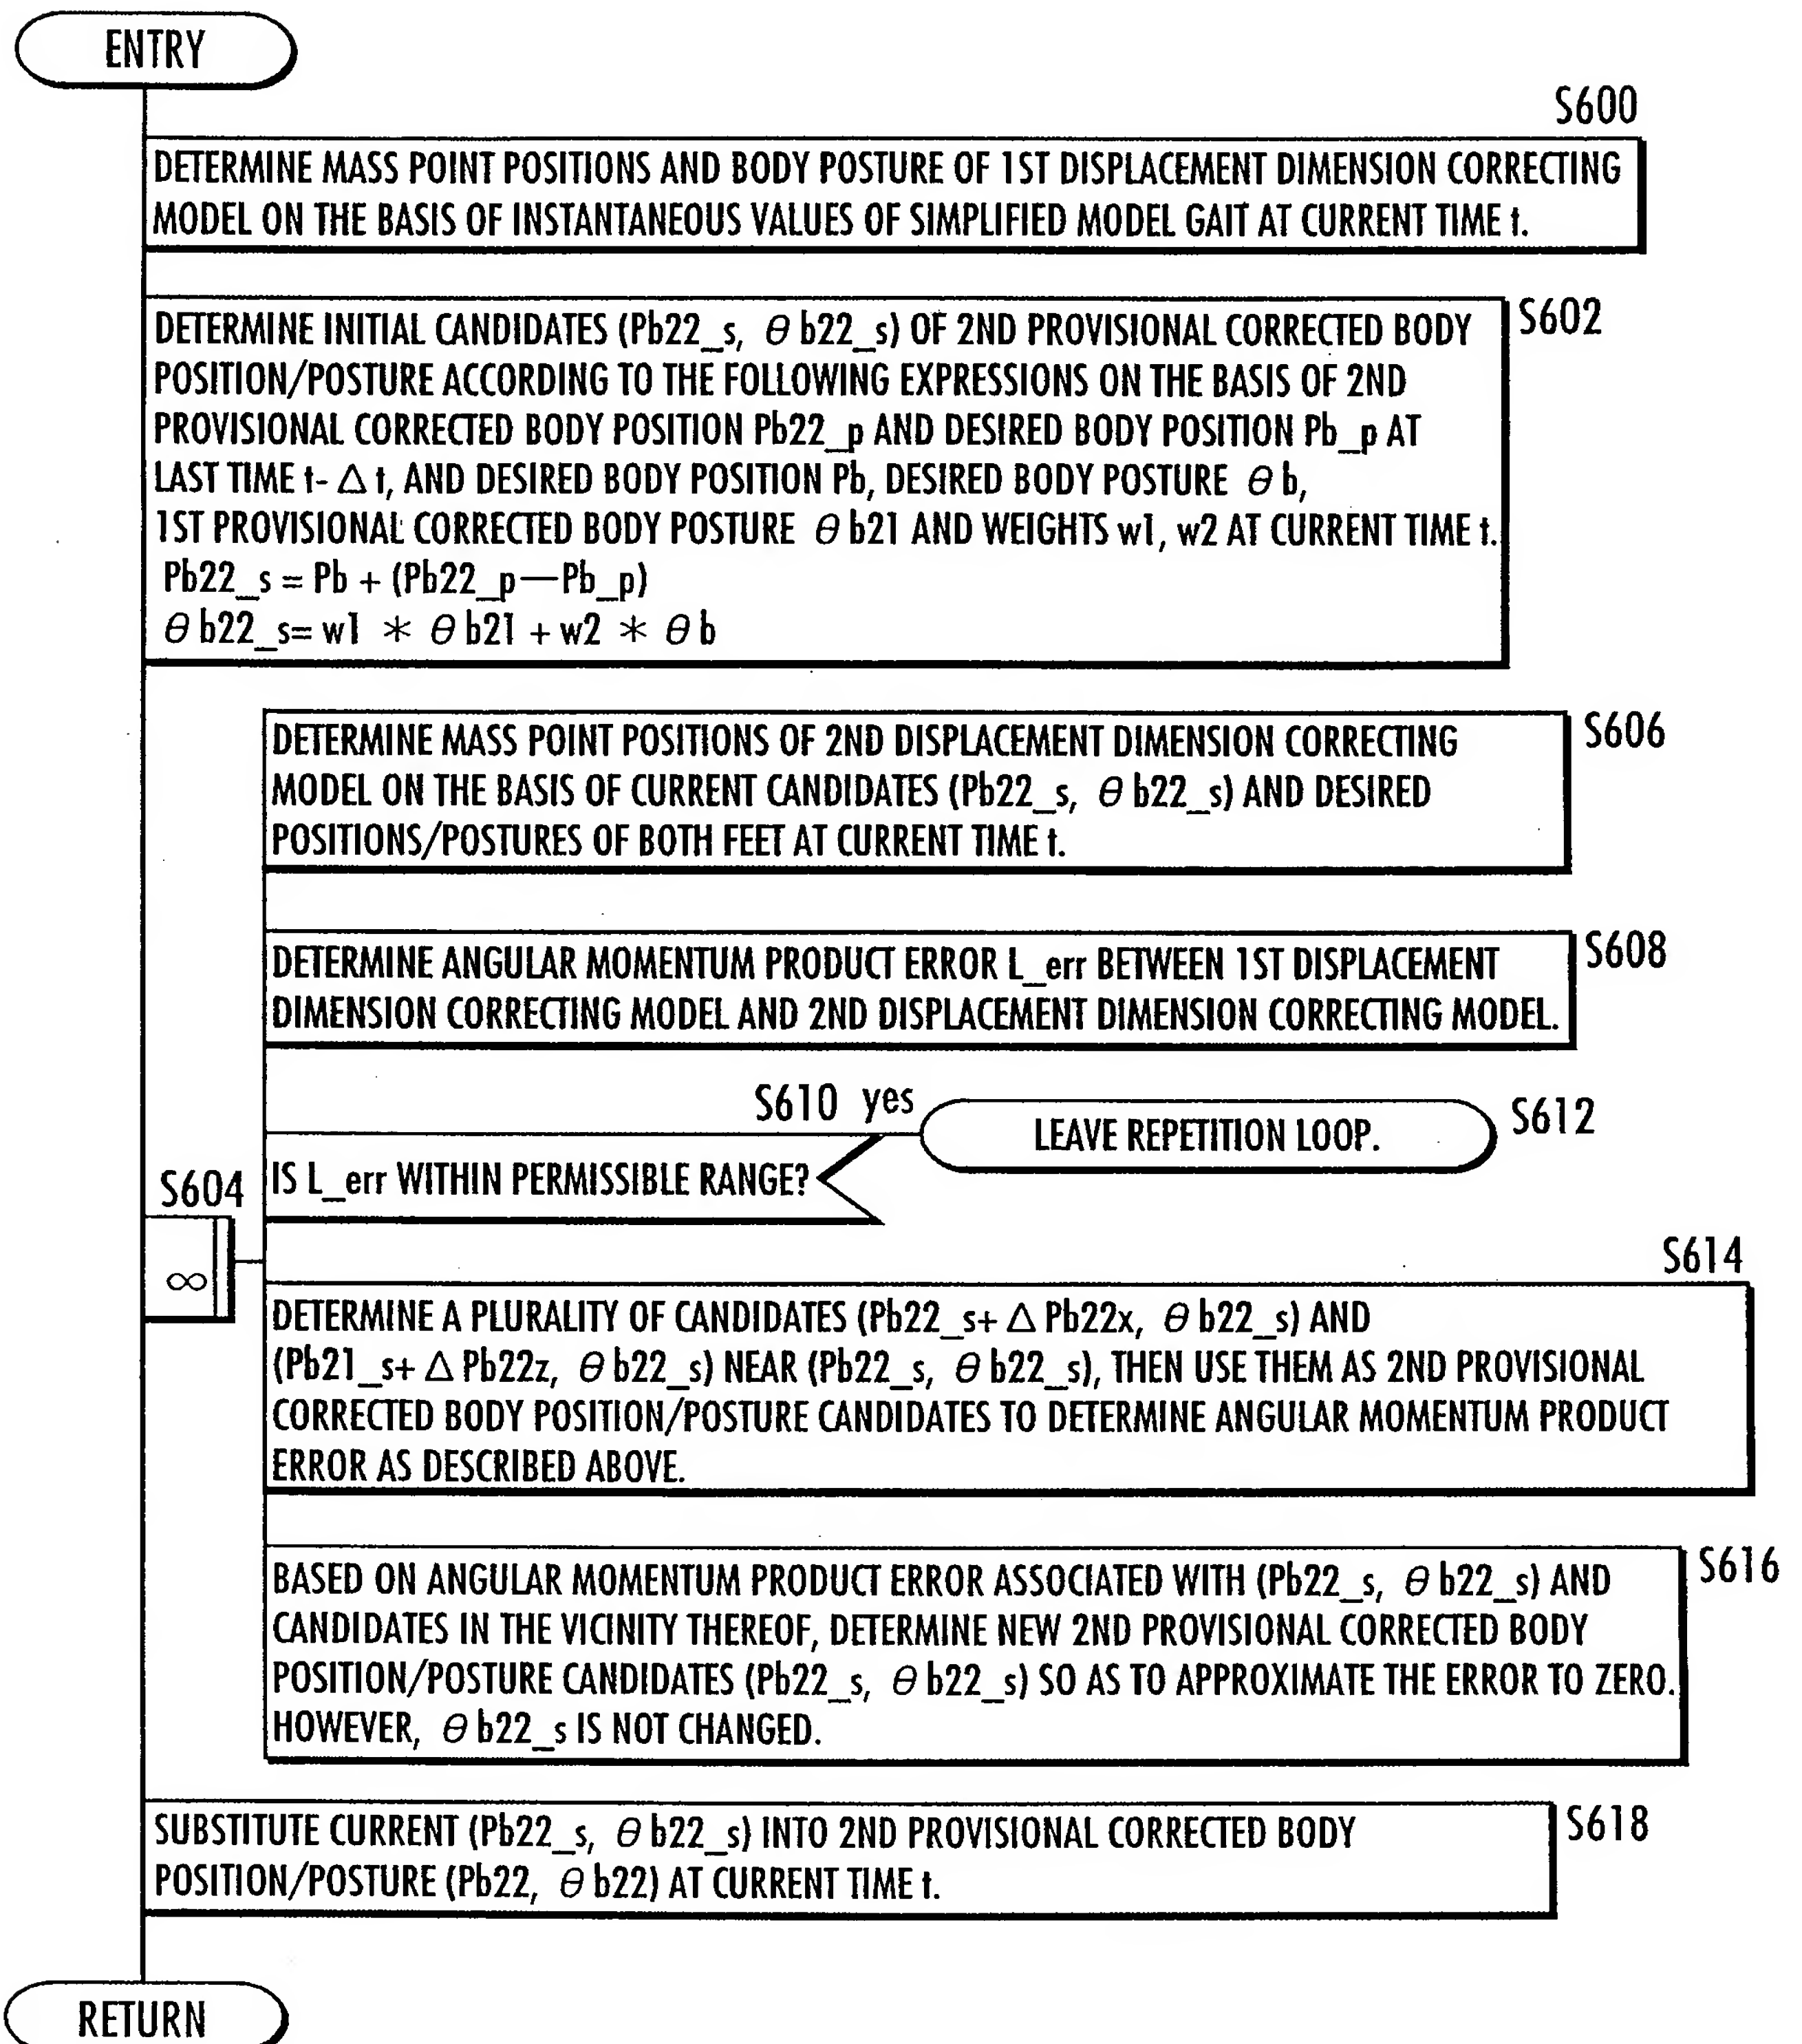 ENTRY
S600
DETERMINE MASS POINT POSITIONS AND BODY POSTURE OF 1ST DISPLACEMENT DIMENSION CORRECTING
MODEL ON THE BASIS OF INSTANTANEOUS VALUES OF SIMPLIFIED MODEL GAIT AT CURRENT TIME t.
S602
DETERMINE INITIAL CANDIDATES (Pb22_s, θb22_s) OF 2ND PROVISIONAL CORRECTED BODY
POSITION/POSTURE ACCORDING TO THE FOLLOWING EXPRESSIONS ON THE BASIS OF 2ND
PROVISIONAL CORRECTED BODY POSITION Pb22_p AND DESIRED BODY POSITION Pb_p AT
LAST TIME t-Δt, AND DESIRED BODY POSITION Pb, DESIRED BODY POSTURE θb,
1ST PROVISIONAL CORRECTED BODY POSTURE θb21 AND WEIGHTS w1, w2 AT CURRENT TIME t.
Pb22_s = Pb + (Pb22_p—Pb_p)
θb22_s= w1 * θb21 + w2 * θb
S606
DETERMINE MASS POINT POSITIONS OF 2ND DISPLACEMENT DIMENSION CORRECTING
MODEL ON THE BASIS OF CURRENT CANDIDATES (Pb22_s, θb22_s) AND DESIRED
POSITIONS/POSTURES OF BOTH FEET AT CURRENT TIME t.
S608
DETERMINE ANGULAR MOMENTUM PRODUCT ERROR L_err BETWEEN 1ST DISPLACEMENT
DIMENSION CORRECTING MODEL AND 2ND DISPLACEMENT DIMENSION CORRECTING MODEL.
S610 yes
LEAVE REPETITION LOOP.
S612
IS L_err WITHIN PERMISSIBLE RANGE?
S604
∞
S614
DETERMINE A PLURALITY OF CANDIDATES (Pb22_s+ΔPb22x, θb22_s) AND
(Pb21_s+ΔPb22z, θb22_s) NEAR (Pb22_s, θb22_s), THEN USE THEM AS 2ND PROVISIONAL
CORRECTED BODY POSITION/POSTURE CANDIDATES TO DETERMINE ANGULAR MOMENTUM PRODUCT
ERROR AS DESCRIBED ABOVE.
S616
BASED ON ANGULAR MOMENTUM PRODUCT ERROR ASSOCIATED WITH (Pb22_s, θb22_s) AND
CANDIDATES IN THE VICINITY THEREOF, DETERMINE NEW 2ND PROVISIONAL CORRECTED BODY
POSITION/POSTURE CANDIDATES (Pb22_s, θb22_s) SO AS TO APPROXIMATE THE ERROR TO ZERO.
HOWEVER, θb22_s IS NOT CHANGED.
S618
SUBSTITUTE CURRENT (Pb22_s, θb22_s) INTO 2ND PROVISIONAL CORRECTED BODY
POSITION/POSTURE (Pb22, θb22) AT CURRENT TIME t.
RETURN